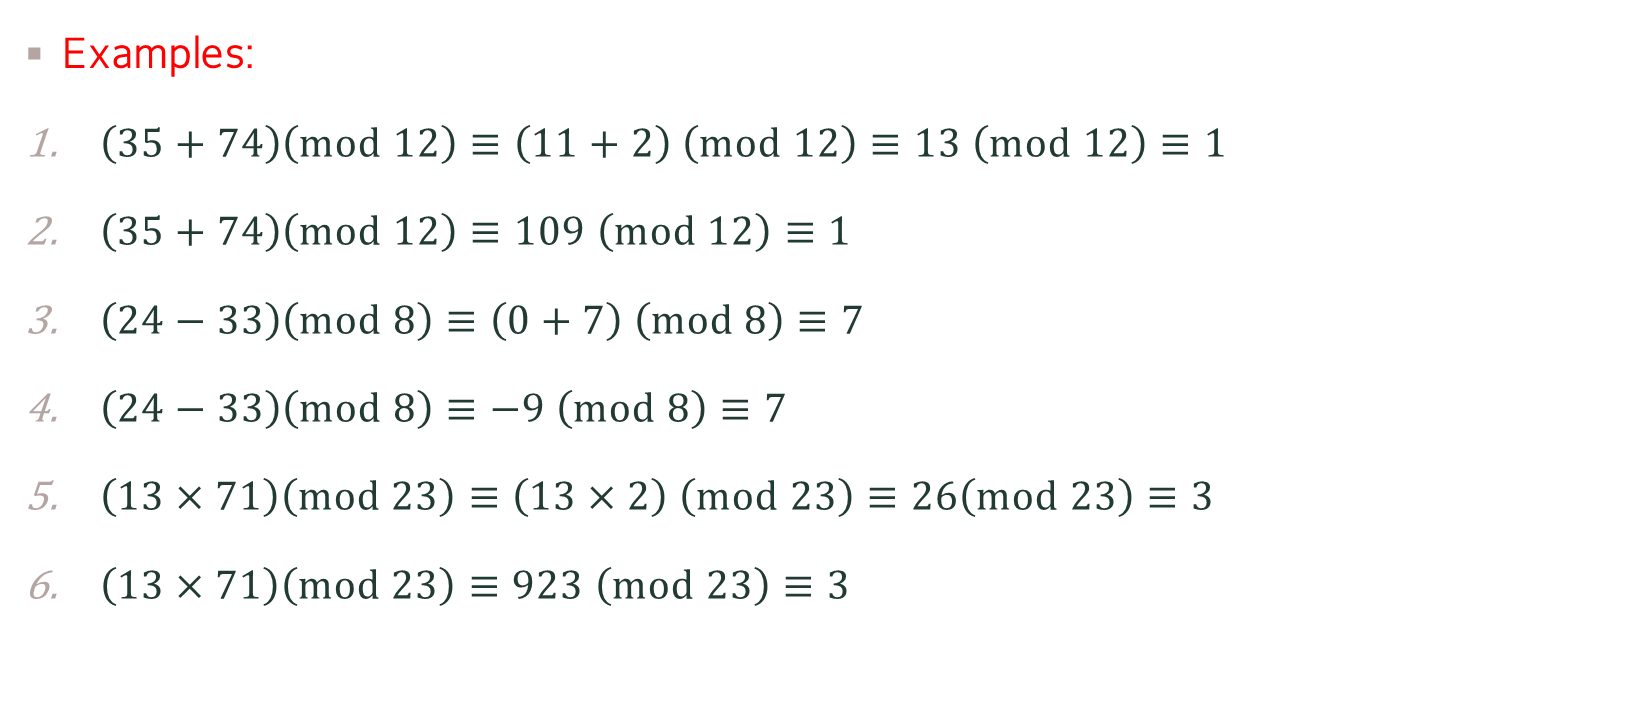 ▪ Examples:
1. (35 + 74)(mod 12) ≡ (11 + 2) (mod 12) ≡ 13 (mod 12) ≡ 1
2. (35 + 74)(mod 12) ≡ 109 (mod 12) ≡ 1
3. (24 − 33)(mod 8) ≡ (0 + 7) (mod 8) ≡ 7
4. (24 − 33)(mod 8) ≡ −9 (mod 8) ≡ 7
5. (13 × 71)(mod 23) ≡ (13 × 2) (mod 23) ≡ 26(mod 23) ≡ 3
6. (13 × 71)(mod 23) ≡ 923 (mod 23) ≡ 3